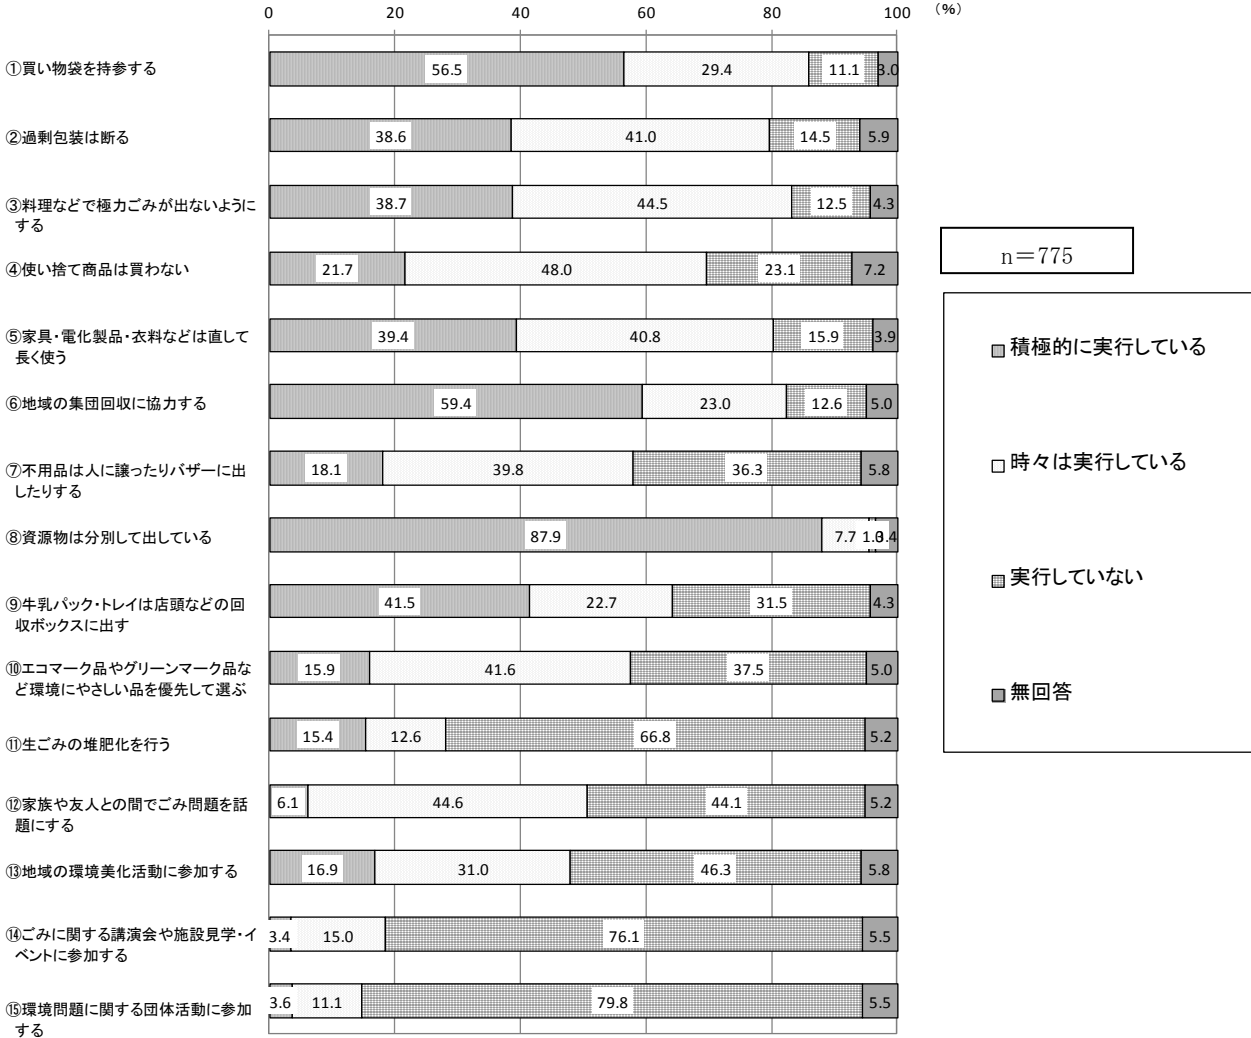 0 20 40 60 80 100 (%)
①買い物袋を持参する
56.5 29.4 11.1 3.0
②過剰包装は断る
38.6 41.0 14.5 5.9
③料理などで極力ごみが出ないように
する
38.7 44.5 12.5 4.3
④使い捨て商品は買わない
21.7 48.0 23.1 7.2
⑤家具・電化製品・衣料などは直して
長く使う
39.4 40.8 15.9 3.9
⑥地域の集団回収に協力する
59.4 23.0 12.6 5.0
⑦不用品は人に譲ったりバザーに出
したりする
18.1 39.8 36.3 5.8
⑧資源物は分別して出している
87.9 7.7
⑨牛乳パック・トレイは店頭などの回
収ボックスに出す
41.5 22.7 31.5 4.3
⑩エコマーク品やグリーンマーク品な
ど環境にやさしい品を優先して選ぶ
15.9 41.6 37.5 5.0
⑪生ごみの堆肥化を行う
15.4 12.6 66.8 5.2
⑫家族や友人との間でごみ問題を話
題にする
6.1 44.6 44.1 5.2
⑬地域の環境美化活動に参加する
16.9 31.0 46.3 5.8
⑭ごみに関する講演会や施設見学・イ
ベントに参加する
3.4 15.0 76.1 5.5
⑮環境問題に関する団体活動に参加
する
3.6 11.1 79.8 5.5
n=775
積極的に実行している
時々は実行している
実行していない
無回答